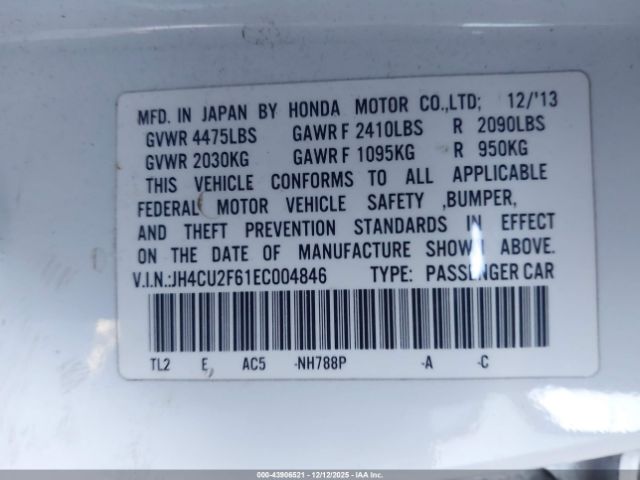 MFD. IN JAPAN BY HONDA MOTOR CO.,LTD; 12/'13
GVWR 4475LBS GAWR F 2410LBS R 2090LBS
GVWR 2030KG GAWR F 1095KG R 950KG
THIS VEHICLE CONFORMS TO ALL APPLICABLE
FEDERAL MOTOR VEHICLE SAFETY ,BUMPER,
AND THEFT PREVENTION STANDARDS IN EFFECT
ON THE DATE OF MANUFACTURE SHOWN ABOVE.
V.I.N.:JH4CU2F61EC004846 TYPE: PASSENGER CAR
TL2 E, AC5 -NH788P -A -C
000-43906521 - 12/12/2025 - IAA Corp.